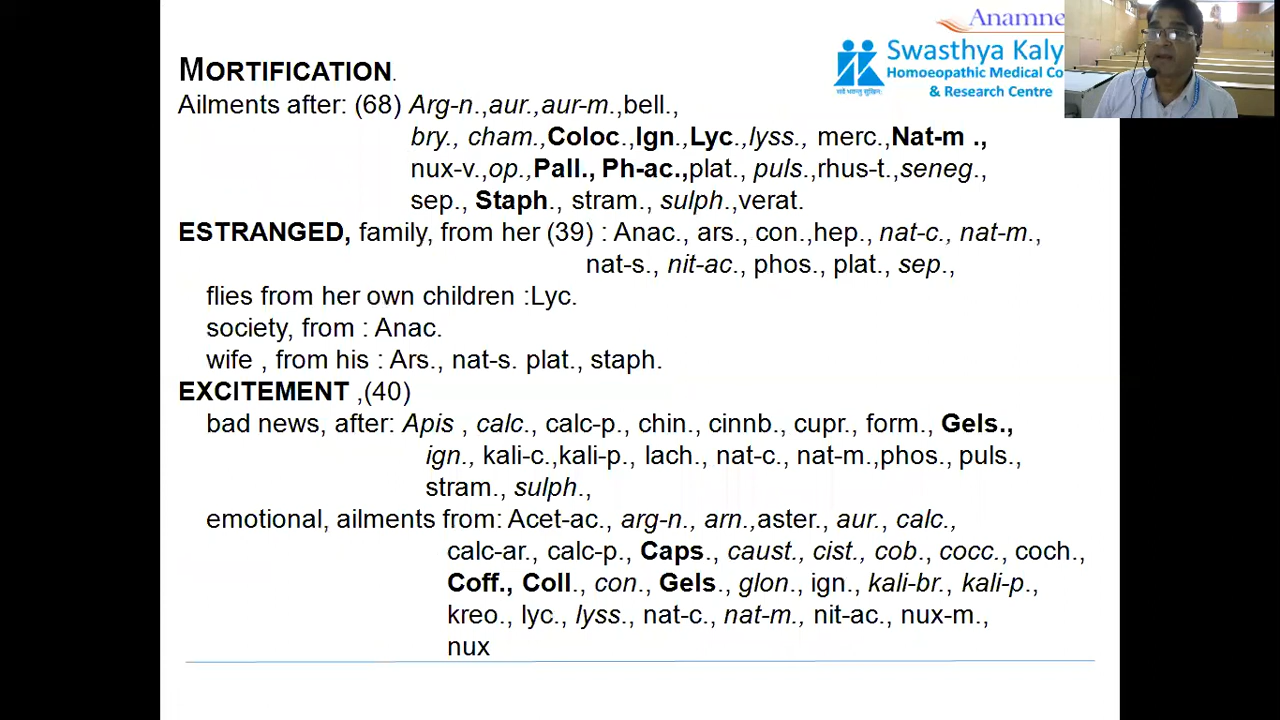 Anamne
Swasthya Kaly
Homoeopathic Medical Co
& Research Centre
MORTIFICATION.
Ailments after: (68) Arg-n.,aur.,aur-m.,bell.,
bry., cham.,Coloc.,Ign.,Lyc.,lyss., merc.,Nat-m .,
nux-v.,op.,Pall., Ph-ac.,plat., puls.,rhus-t.,seneg.,
sep., Staph., stram., sulph.,verat.
ESTRANGED, family, from her (39) : Anac., ars., con.,hep., nat-c., nat-m.,
nat-s., nit-ac., phos., plat., sep.,
flies from her own children :Lyc.
society, from : Anac.
wife , from his : Ars., nat-s. plat., staph.
EXCITEMENT ,(40)
bad news, after: Apis , calc., calc-p., chin., cinnb., cupr., form., Gels.,
ign., kali-c.,kali-p., lach., nat-c., nat-m.,phos., puls.,
stram., sulph.,
emotional, ailments from: Acet-ac., arg-n., arn.,aster., aur., calc.,
calc-ar., calc-p., Caps., caust., cist., cob., cocc., coch.,
Coff., Coll., con., Gels., glon., ign., kali-br., kali-p.,
kreo., lyc., lyss., nat-c., nat-m., nit-ac., nux-m.,
nux